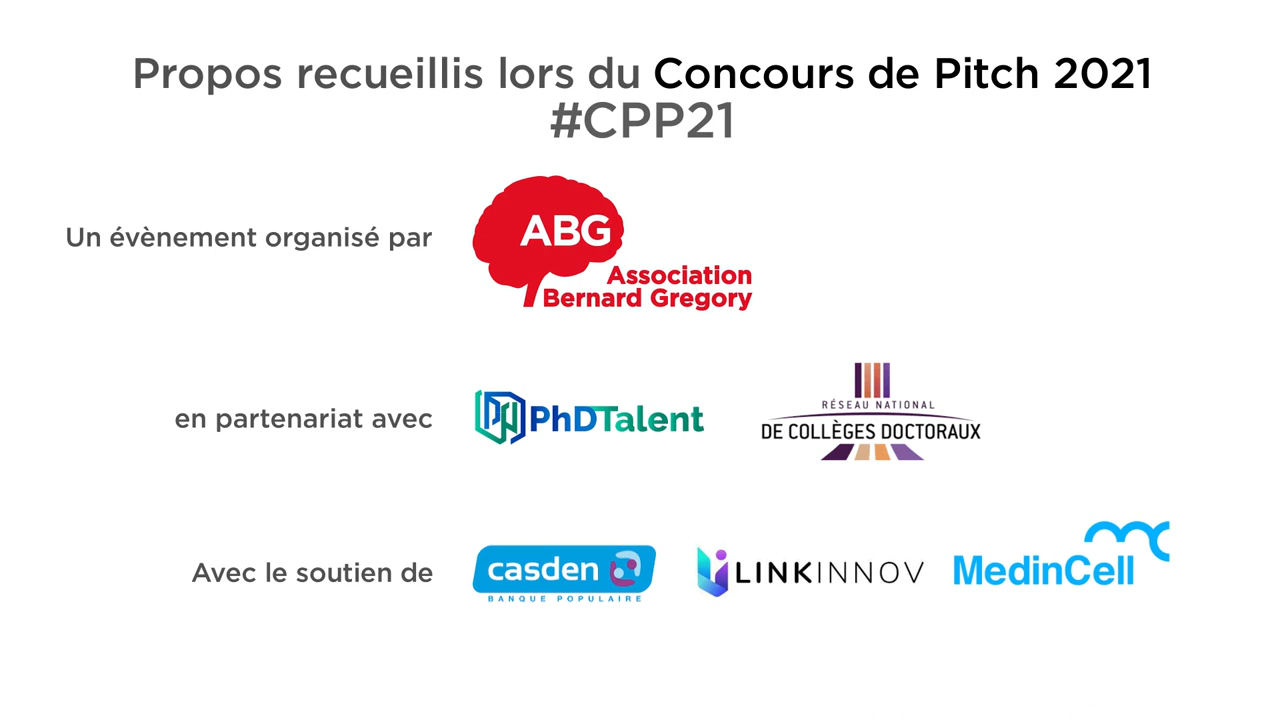 Propos recueillis lors du Concours de Pitch 2021
#CPP21
Un évènement organisé par
ABG
Association
Bernard Gregory
en partenariat avec
PhDTalent
RÉSEAU NATIONAL
DE COLLÈGES DOCTORAUX
Avec le soutien de
casden
BANQUE POPULAIRE
LINKINNOV
MedinCell